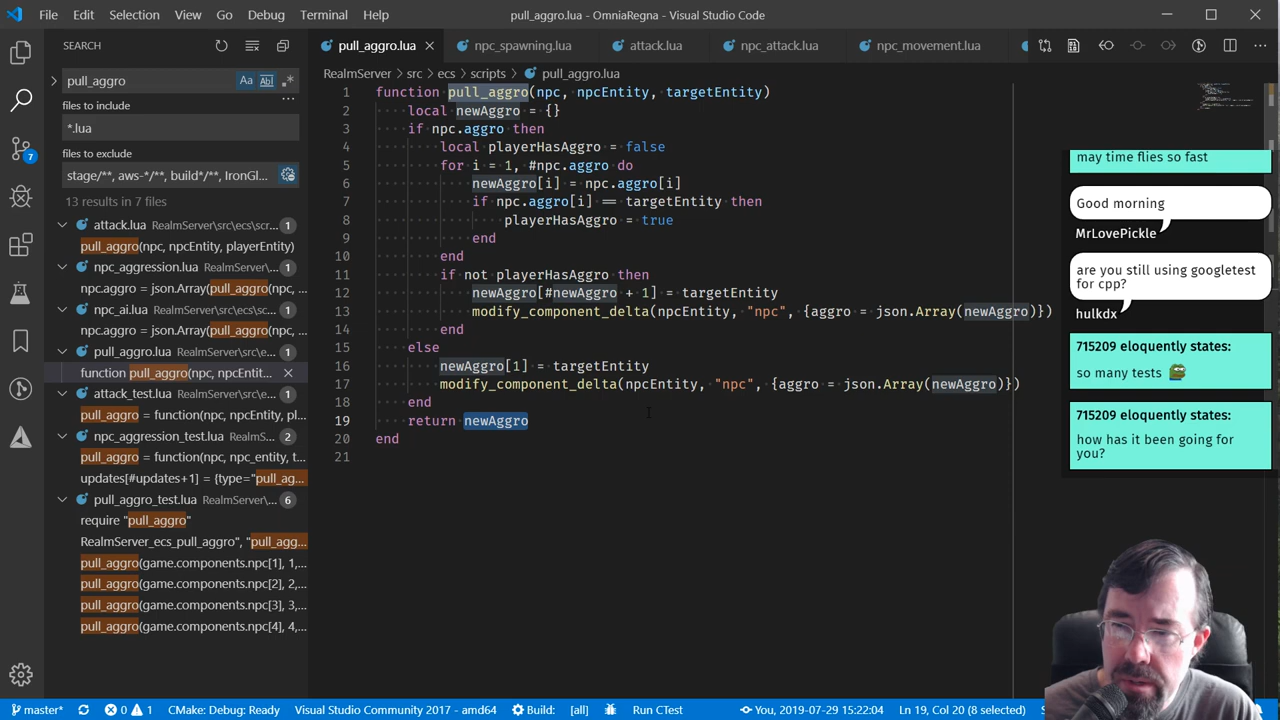 File Edit Selection View Go Debug Terminal Help
pull_aggro.lua - OmniaRegna - Visual Studio Code
SEARCH
pull_aggro.lua
npc_spawning.lua
attack.lua
npc_attack.lua
npc_movement.lua
pull_aggro
Aa Abl
files to include
*.lua
files to exclude
stage/**, aws-*/**, build*/**, IronGl...
13 results in 7 files
attack.lua RealmServer\src\ecs\scr... 1
pull_aggro(npc, npcEntity, playerEntity)
npc_aggression.lua RealmServer\... 1
npc.aggro = json.Array(pull_aggro(npc, ...
npc_ai.lua RealmServer\src\ecs\s... 1
npc.aggro = json.Array(pull_aggro(npc, ...
pull_aggro.lua RealmServer\src\e... 1
function pull_aggro(npc, npcEntit...
attack_test.lua RealmServer\src\e... 1
pull_aggro = function(npc, npcEntity, pl...
npc_aggression_test.lua RealmS... 2
pull_aggro = function(npc, npc_entity, t...
updates[#updates+1] = {type="pull_ag...
pull_aggro_test.lua RealmServer\... 6
require "pull_aggro"
RealmServer_ecs_pull_aggro", "pull_agg...
pull_aggro(game.components.npc[1], 1,...
pull_aggro(game.components.npc[2], 2,...
pull_aggro(game.components.npc[3], 3,...
pull_aggro(game.components.npc[4], 4,...
RealmServer > src > ecs > scripts > pull_aggro.lua
1 function pull_aggro(npc, npcEntity, targetEntity)
2 local newAggro = {}
3 if npc.aggro then
4 local playerHasAggro = false
5 for i = 1, #npc.aggro do
6 newAggro[i] = npc.aggro[i]
7 if npc.aggro[i] == targetEntity then
8 playerHasAggro = true
9 end
10 end
11 if not playerHasAggro then
12 newAggro[#newAggro + 1] = targetEntity
13 modify_component_delta(npcEntity, "npc", {aggro = json.Array(newAggro)})
14 end
15 else
16 newAggro[1] = targetEntity
17 modify_component_delta(npcEntity, "npc", {aggro = json.Array(newAggro)})
18 end
19 return newAggro
20 end
21
may time flies so fast
Good morning
MrLovePickle
are you still using googletest
for cpp?
hulkdx
715209 eloquently states:
so many tests
715209 eloquently states:
how has it been going for
you?
7
master* 0 1 CMake: Debug: Ready Visual Studio Community 2017 - amd64 Build: [all] Run CTest You, 2019-07-29 15:22:04 Ln 19, Col 20 (8 selected)